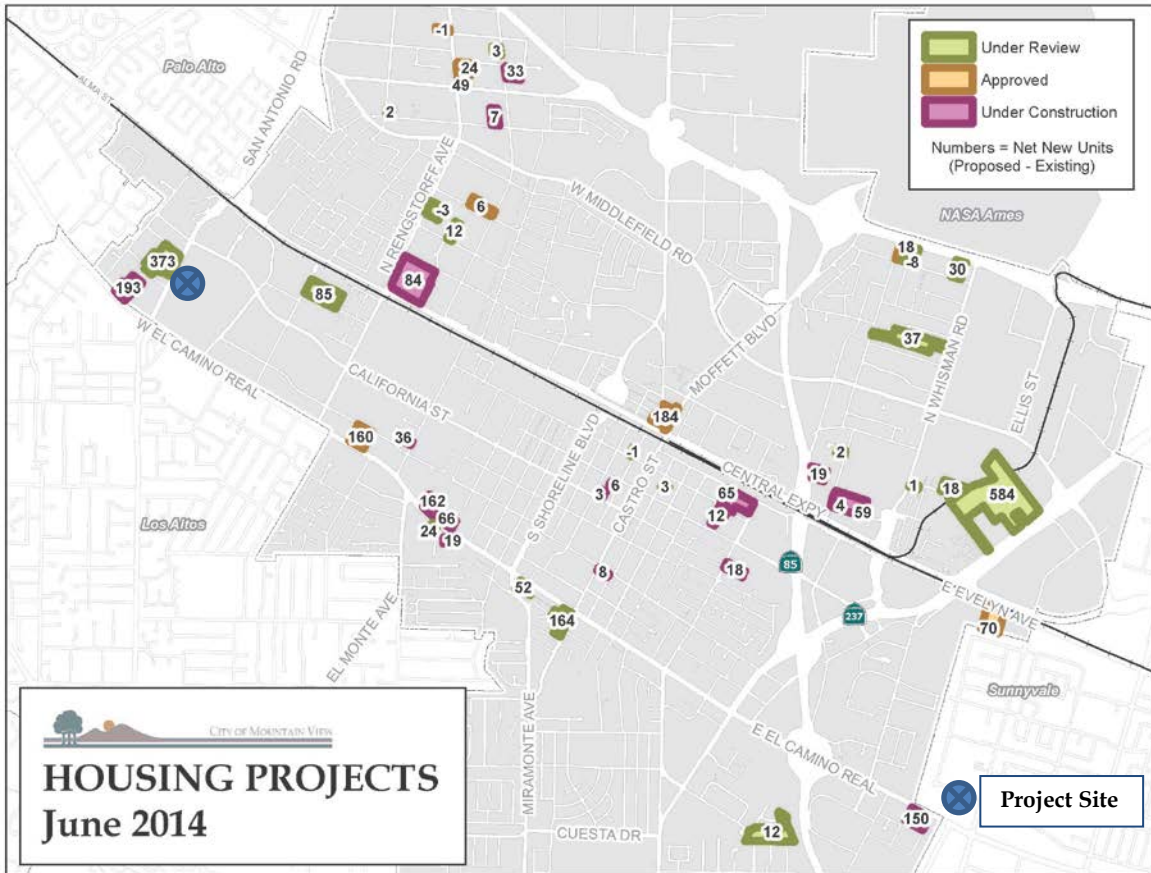 Palo Alto
SAN ANTONIO RD
ALMA ST
-1
3
24
33
49
2
7
Under Review
Approved
Under Construction
Numbers = Net New Units
(Proposed - Existing)
N RENGSTORFF AVE
W MIDDLEFIELD RD
NASA Ames
-3
6
12
18
-8
30
373
193
84
85
37
W EL CAMINO REAL
CALIFORNIA ST
MOFFETT BLVD
N WHISMAN RD
ELLIS ST
184
160
36
-1
2
S SHORELINE BLVD
CASTRO ST
CENTRAL EXPY
19
6
3
3
65
1
18
584
Los Altos
162
66
24
19
12
4
59
8
18
85
52
164
237
E EVELYN AVE
70
EL MONTE AVE
Sunnyvale
MIRAMONTE AVE
E EL CAMINO REAL
CITY OF MOUNTAIN VIEW
HOUSING PROJECTS
June 2014
Project Site
CUESTA DR
12
150